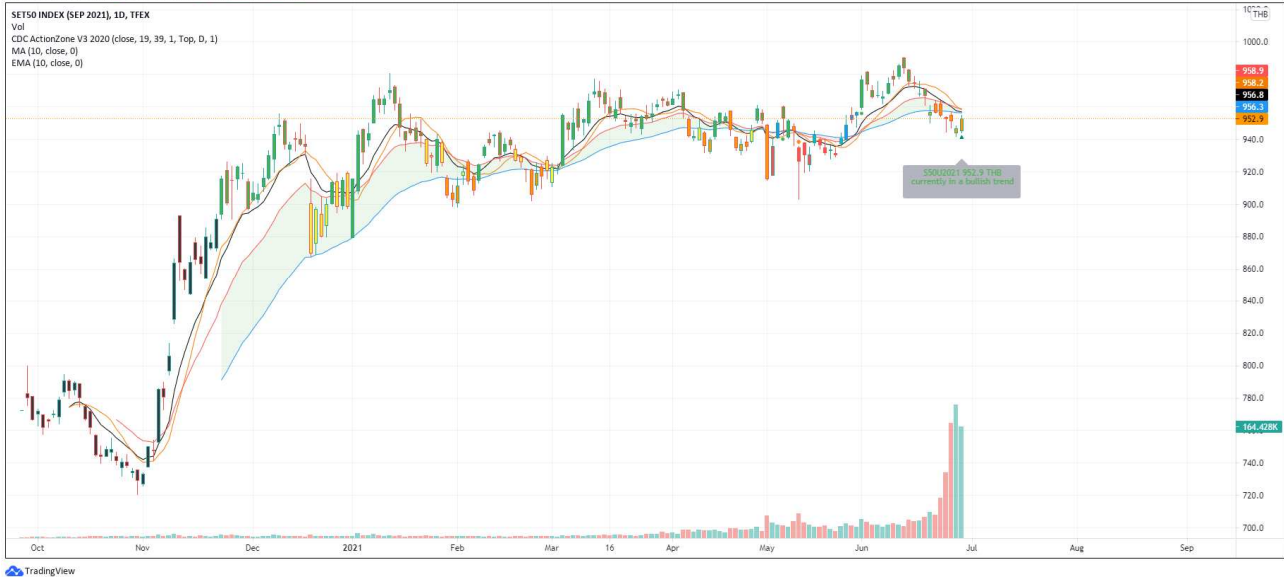 SET50 INDEX (SEP 2021), 1D, TFEX
Vol
CDC ActionZone V3 2020 (close, 19, 39, 1, Top, D, 1)
MA (10, close, 0)
EMA (10, close, 0)
THB
1000.0
958.9
958.2
956.8
956.3
952.9
940.0
920.0
900.0
880.0
860.0
840.0
820.0
800.0
780.0
164.428K
740.0
720.0
700.0
S50U2021 952.9 THB
currently in a bullish trend
Oct Nov Dec 2021 Feb Mar 16 Apr May Jun Jul Aug Sep
TradingView